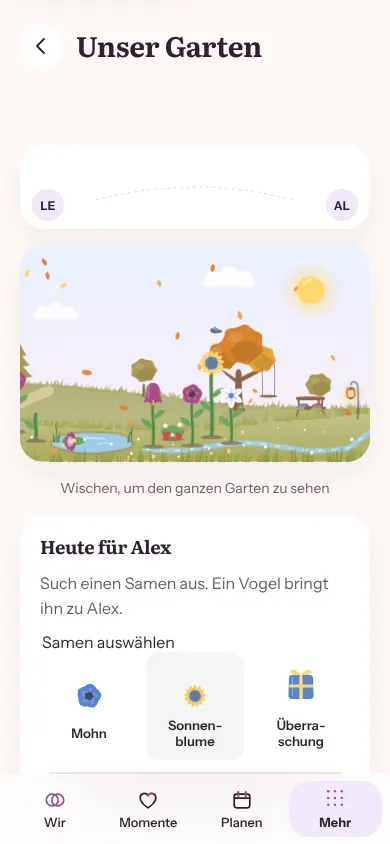 Unser Garten
LE
AL
Wischen, um den ganzen Garten zu sehen
Heute für Alex
Such einen Samen aus. Ein Vogel bringt
ihn zu Alex.
Samen auswählen
Mohn
Sonnen-
blume
Überra-
schung
Wir
Momente
Planen
Mehr